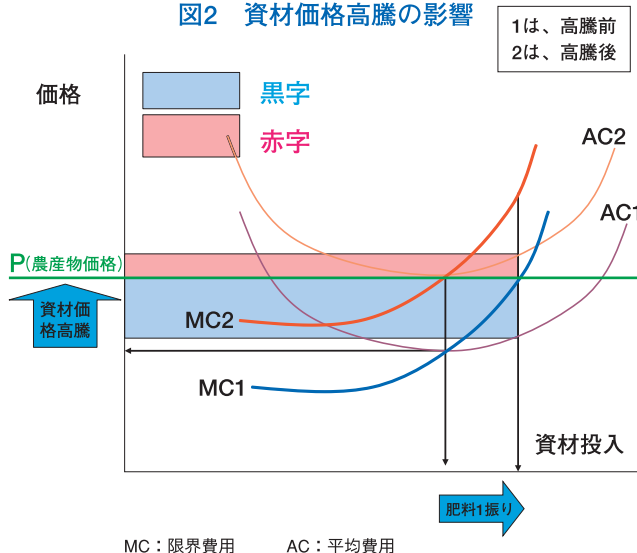 図2 資材価格高騰の影響
1は、高騰前
2は、高騰後
価格
黒字
赤字
AC2
AC1
P(農産物価格)
資材価
格高騰
MC2
MC1
資材投入
肥料1振り
MC：限界費用 AC：平均費用